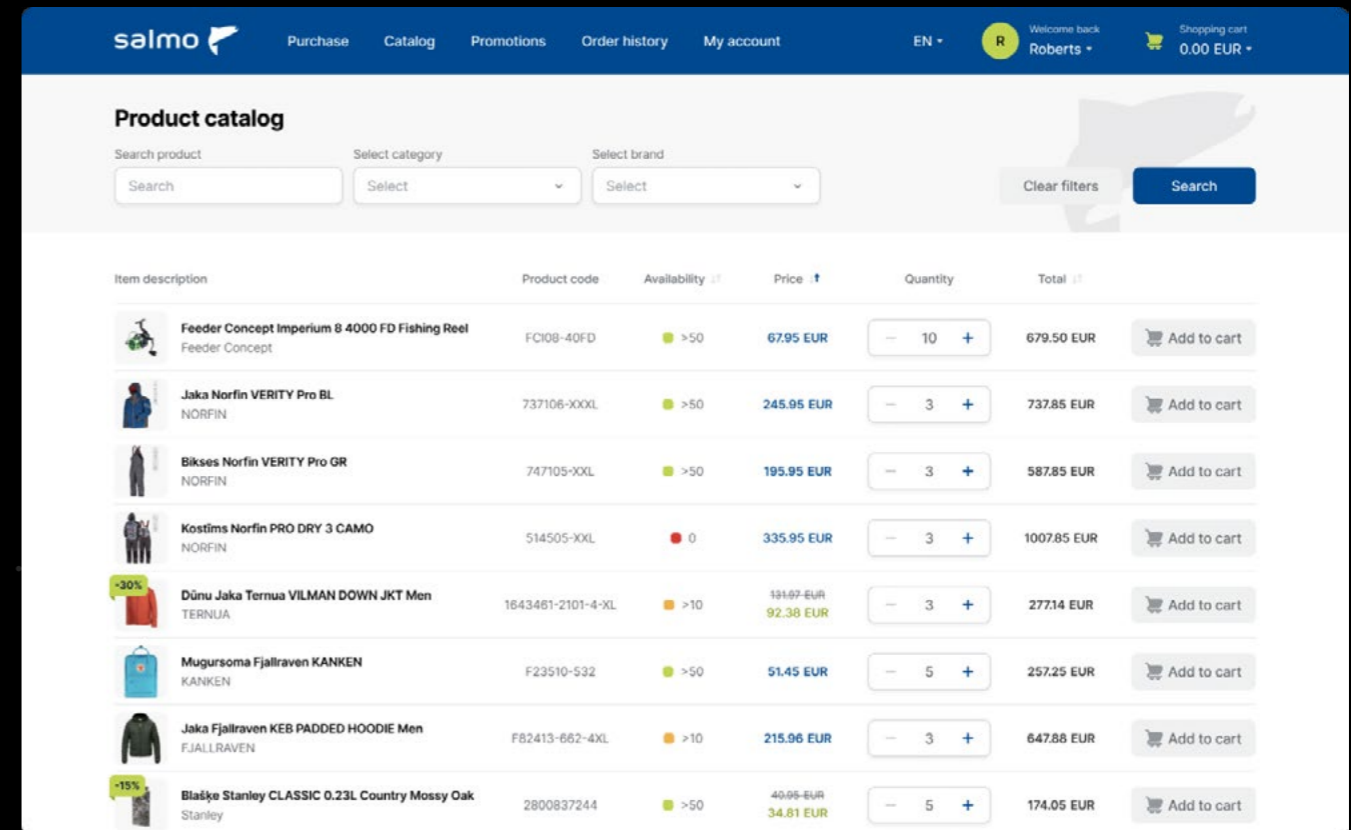 salmo
Purchase Catalog Promotions Order history My account EN R Welcome back Roberts Shopping cart 0.00 EUR
Product catalog
Search product Select category Select brand
Search Select Select Clear filters Search
Item description Product code Availability Price Quantity Total
Feeder Concept Imperium 8 4000 FD Fishing Reel
Feeder Concept
FCI08-40FD >50 67.95 EUR − 10 + 679.50 EUR Add to cart
Jaka Norfin VERITY Pro BL
NORFIN
737106-XXXL >50 245.95 EUR − 3 + 737.85 EUR Add to cart
Bikses Norfin VERITY Pro GR
NORFIN
747105-XXL >50 195.95 EUR − 3 + 587.85 EUR Add to cart
Kostīms Norfin PRO DRY 3 CAMO
NORFIN
514505-XXL 0 335.95 EUR − 3 + 1007.85 EUR Add to cart
-30%
Dūnu Jaka Ternua VILMAN DOWN JKT Men
TERNUA
1643461-2101-4-XL >10 131.97 EUR 92.38 EUR − 3 + 277.14 EUR Add to cart
Mugursoma Fjallraven KANKEN
KANKEN
F23510-532 >50 51.45 EUR − 5 + 257.25 EUR Add to cart
Jaka Fjallraven KEB PADDED HOODIE Men
FJALLRAVEN
F82413-662-4XL >10 215.96 EUR − 3 + 647.88 EUR Add to cart
-15%
Blašķe Stanley CLASSIC 0.23L Country Mossy Oak
Stanley
2800837244 >50 40.95 EUR 34.81 EUR − 5 + 174.05 EUR Add to cart